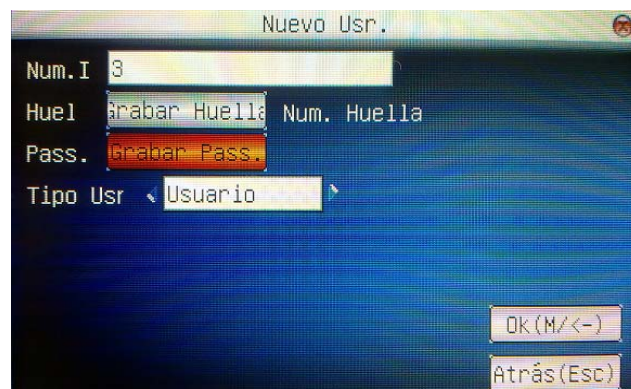 Nuevo Usr.
Num.I 3
Huel Grabar Huella Num. Huella
Pass. Grabar Pass.
Tipo Usr Usuario
Ok(M/<-)
Atrás(Esc)